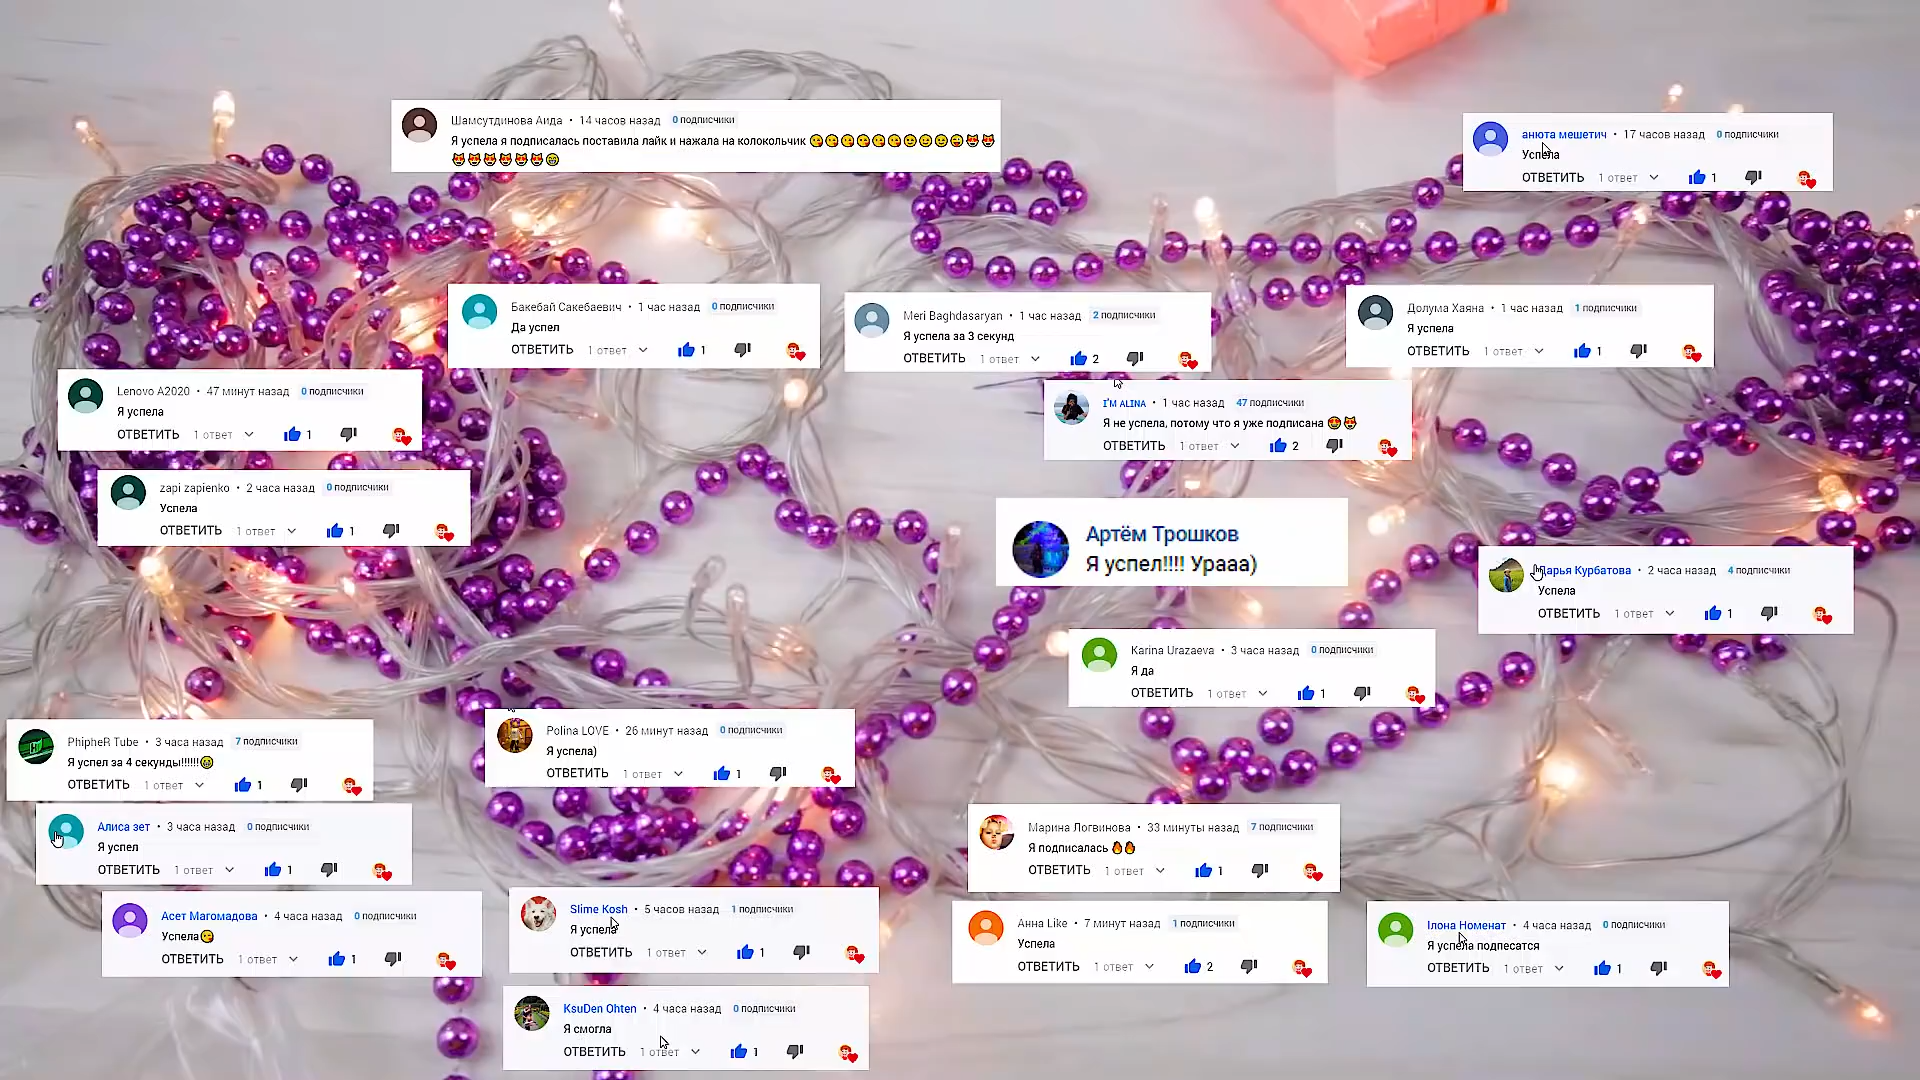 Шамсутдинова Аида • 14 часов назад 0 подписчики
Я успела я подписалась поставила лайк и нажала на колокольчик 😋😋😋😋😋😋😉😉😉😜😻😻
😻😻😻😻😻😻😁
анюта мешетич • 17 часов назад 0 подписчики
Успела
ОТВЕТИТЬ 1 ответ 1
Бакебай Сакебаевич • 1 час назад 0 подписчики
Да успел
ОТВЕТИТЬ 1 ответ 1
Meri Baghdasaryan • 1 час назад 2 подписчики
Я успела за 3 секунд
ОТВЕТИТЬ 1 ответ 2
Долума Хаяна • 1 час назад 1 подписчики
Я успела
ОТВЕТИТЬ 1 ответ 1
Lenovo A2020 • 47 минут назад 0 подписчики
Я успела
ОТВЕТИТЬ 1 ответ 1
I'M ALINA • 1 час назад 47 подписчики
Я не успела, потому что я уже подписана 😍😻
ОТВЕТИТЬ 1 ответ 2
zapi zapienko • 2 часа назад 0 подписчики
Успела
ОТВЕТИТЬ 1 ответ 1
Артём Трошков
Я успел!!!! Урааа)
Дарья Курбатова • 2 часа назад 4 подписчики
Успела
ОТВЕТИТЬ 1 ответ 1
Karina Urazaeva • 3 часа назад 0 подписчики
Я да
ОТВЕТИТЬ 1 ответ 1
PhipheR Tube • 3 часа назад 7 подписчики
Я успел за 4 секунды!!!!!!😁
ОТВЕТИТЬ 1 ответ 1
Polina LOVE • 26 минут назад 0 подписчики
Я успела)
ОТВЕТИТЬ 1 ответ 1
Алиса зет • 3 часа назад 0 подписчики
Я успел
ОТВЕТИТЬ 1 ответ 1
Марина Логвинова • 33 минуты назад 7 подписчики
Я подписалась 🔥🔥
ОТВЕТИТЬ 1 ответ 1
Асет Магомадова • 4 часа назад 0 подписчики
Успела😘
ОТВЕТИТЬ 1 ответ 1
Slime Kosh • 5 часов назад 1 подписчики
Я успела
ОТВЕТИТЬ 1 ответ 1
Анна Like • 7 минут назад 1 подписчики
Успела
ОТВЕТИТЬ 1 ответ 2
Ілона Номенат • 4 часа назад 0 подписчики
Я успела подпесатся
ОТВЕТИТЬ 1 ответ 1
KsuDen Ohten • 4 часа назад 0 подписчики
Я смогла
ОТВЕТИТЬ 1 ответ 1